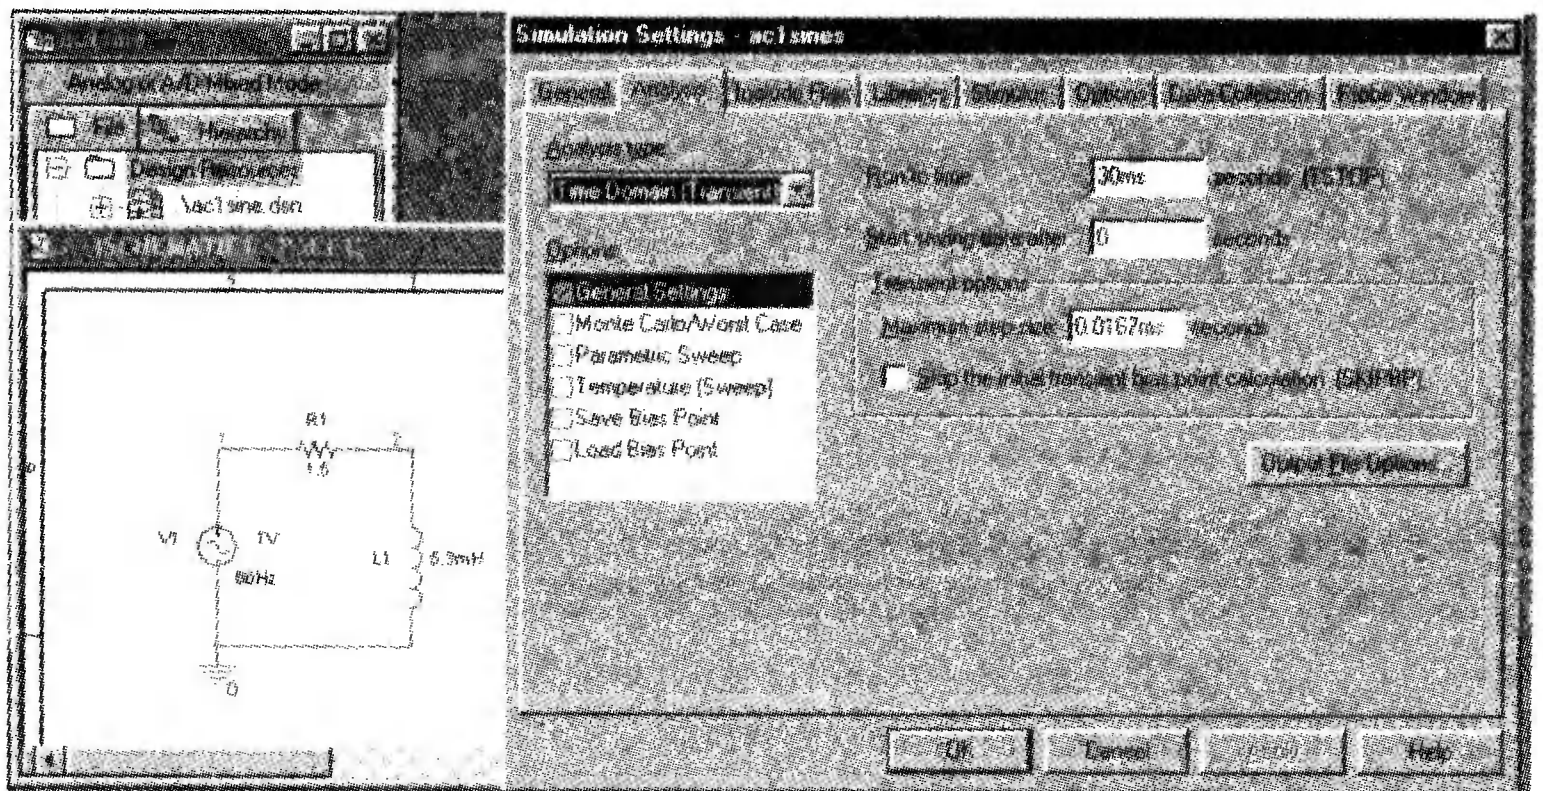 Analog or A/D Mixed Mode
File
Hierarchy
Design Resources
.\ac1sine.dsn
R1
1
2
1.5
V1
1V
60Hz
L1
5.3mH
0
Simulation Settings - ac1sines
General
Analysis
Include Files
Libraries
Stimulus
Options
Data Collection
Probe Window
Analysis type:
Time Domain (Transient)
Options:
General Settings
Monte Carlo/Worst Case
Parametric Sweep
Temperature (Sweep)
Save Bias Point
Load Bias Point
Run to time: 30ms seconds (TSTOP)
Start saving data after: 0 seconds
Transient options
Maximum step size: 0.0167ms seconds
Skip the initial transient bias point calculation (SKIPBP)
Output File Options...
OK
Cancel
Apply
Help